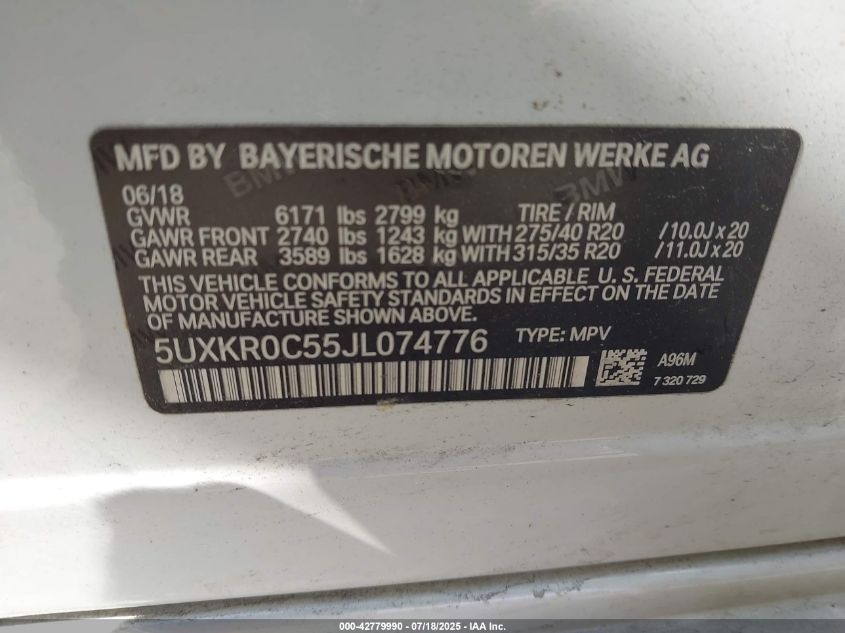 MFD BY BAYERISCHE MOTOREN WERKE AG
06/18
GVWR 6171 lbs 2799 kg TIRE / RIM
GAWR FRONT 2740 lbs 1243 kg WITH 275/40 R20 / 10.0J x 20
GAWR REAR 3589 lbs 1628 kg WITH 315/35 R20 / 11.0J x 20
THIS VEHICLE CONFORMS TO ALL APPLICABLE U. S. FEDERAL
MOTOR VEHICLE SAFETY STANDARDS IN EFFECT ON THE DATE
OF MANUFACTURE SHOWN ABOVE.
5UXKR0C55JL074776 TYPE: MPV
A96M
7 320 729
000-42779990 - 07/18/2025 - IAA Inc.